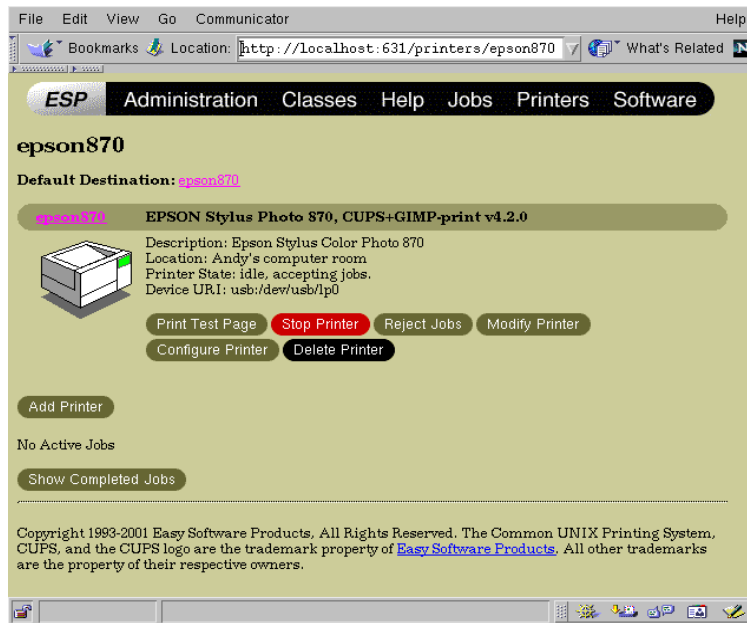 File Edit View Go Communicator Help
Bookmarks Location: http://localhost:631/printers/epson870 What's Related N
ESP Administration Classes Help Jobs Printers Software
epson870
Default Destination: epson870
epson870 EPSON Stylus Photo 870, CUPS+GIMP-print v4.2.0
Description: Epson Stylus Color Photo 870
Location: Andy's computer room
Printer State: idle, accepting jobs.
Device URI: usb:/dev/usb/lp0
Print Test Page Stop Printer Reject Jobs Modify Printer
Configure Printer Delete Printer
Add Printer
No Active Jobs
Show Completed Jobs
Copyright 1993-2001 Easy Software Products, All Rights Reserved. The Common UNIX Printing System,
CUPS, and the CUPS logo are the trademark property of Easy Software Products. All other trademarks
are the property of their respective owners.